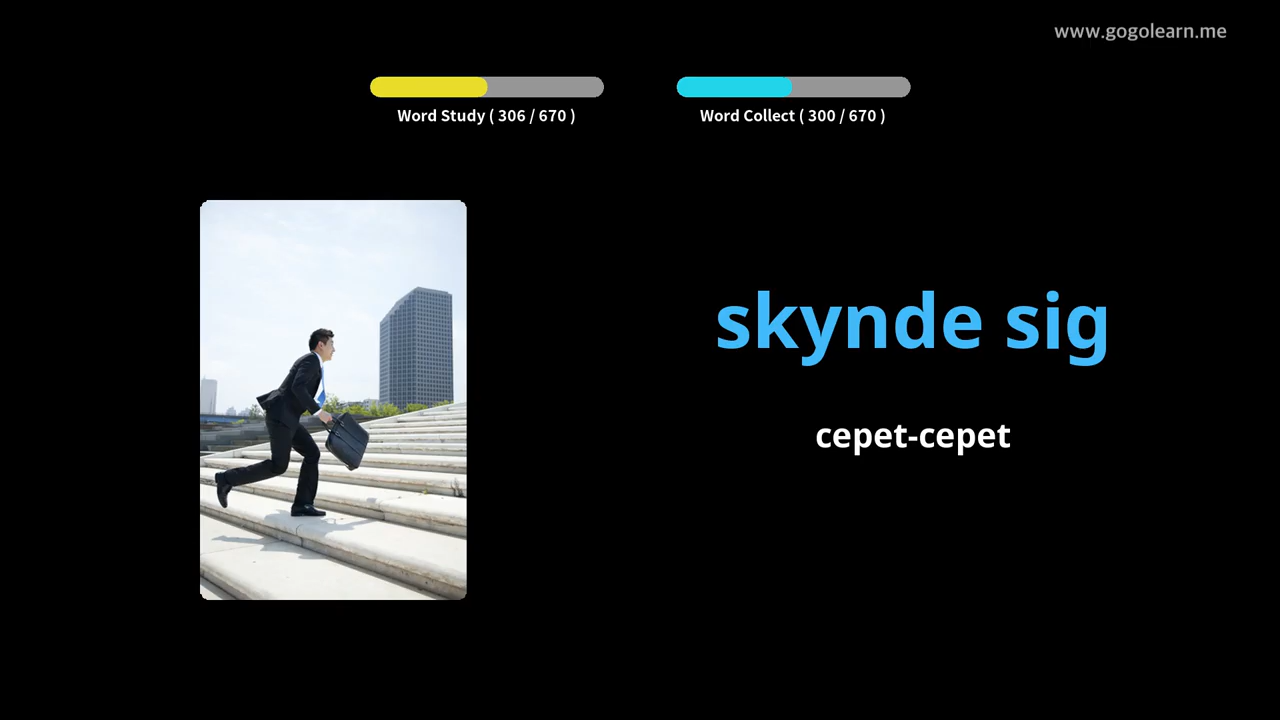 www.gogolearn.me
Word Study ( 306 / 670 )
Word Collect ( 300 / 670 )
skynde sig
cepet-cepet